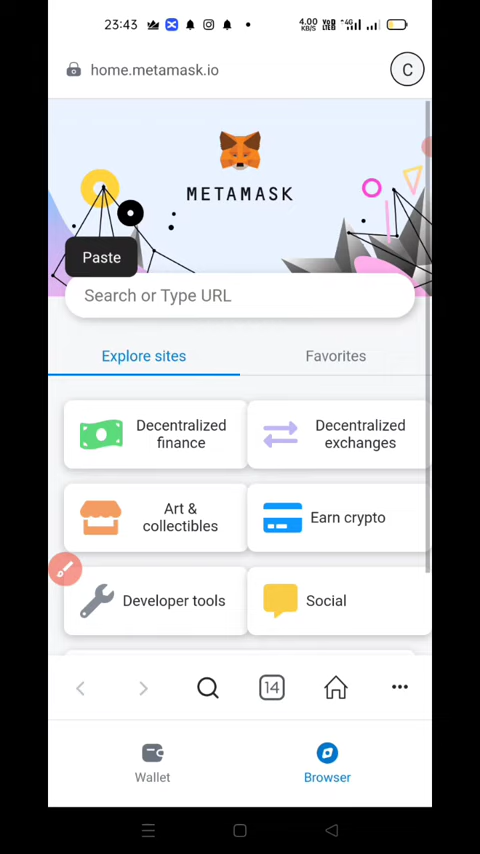 23:43
4.00
KB/S
4G
home.metamask.io
C
METAMASK
Paste
Search or Type URL
Explore sites
Favorites
Decentralized
finance
Decentralized
exchanges
Art &
collectibles
Earn crypto
Developer tools
Social
14
Wallet
Browser